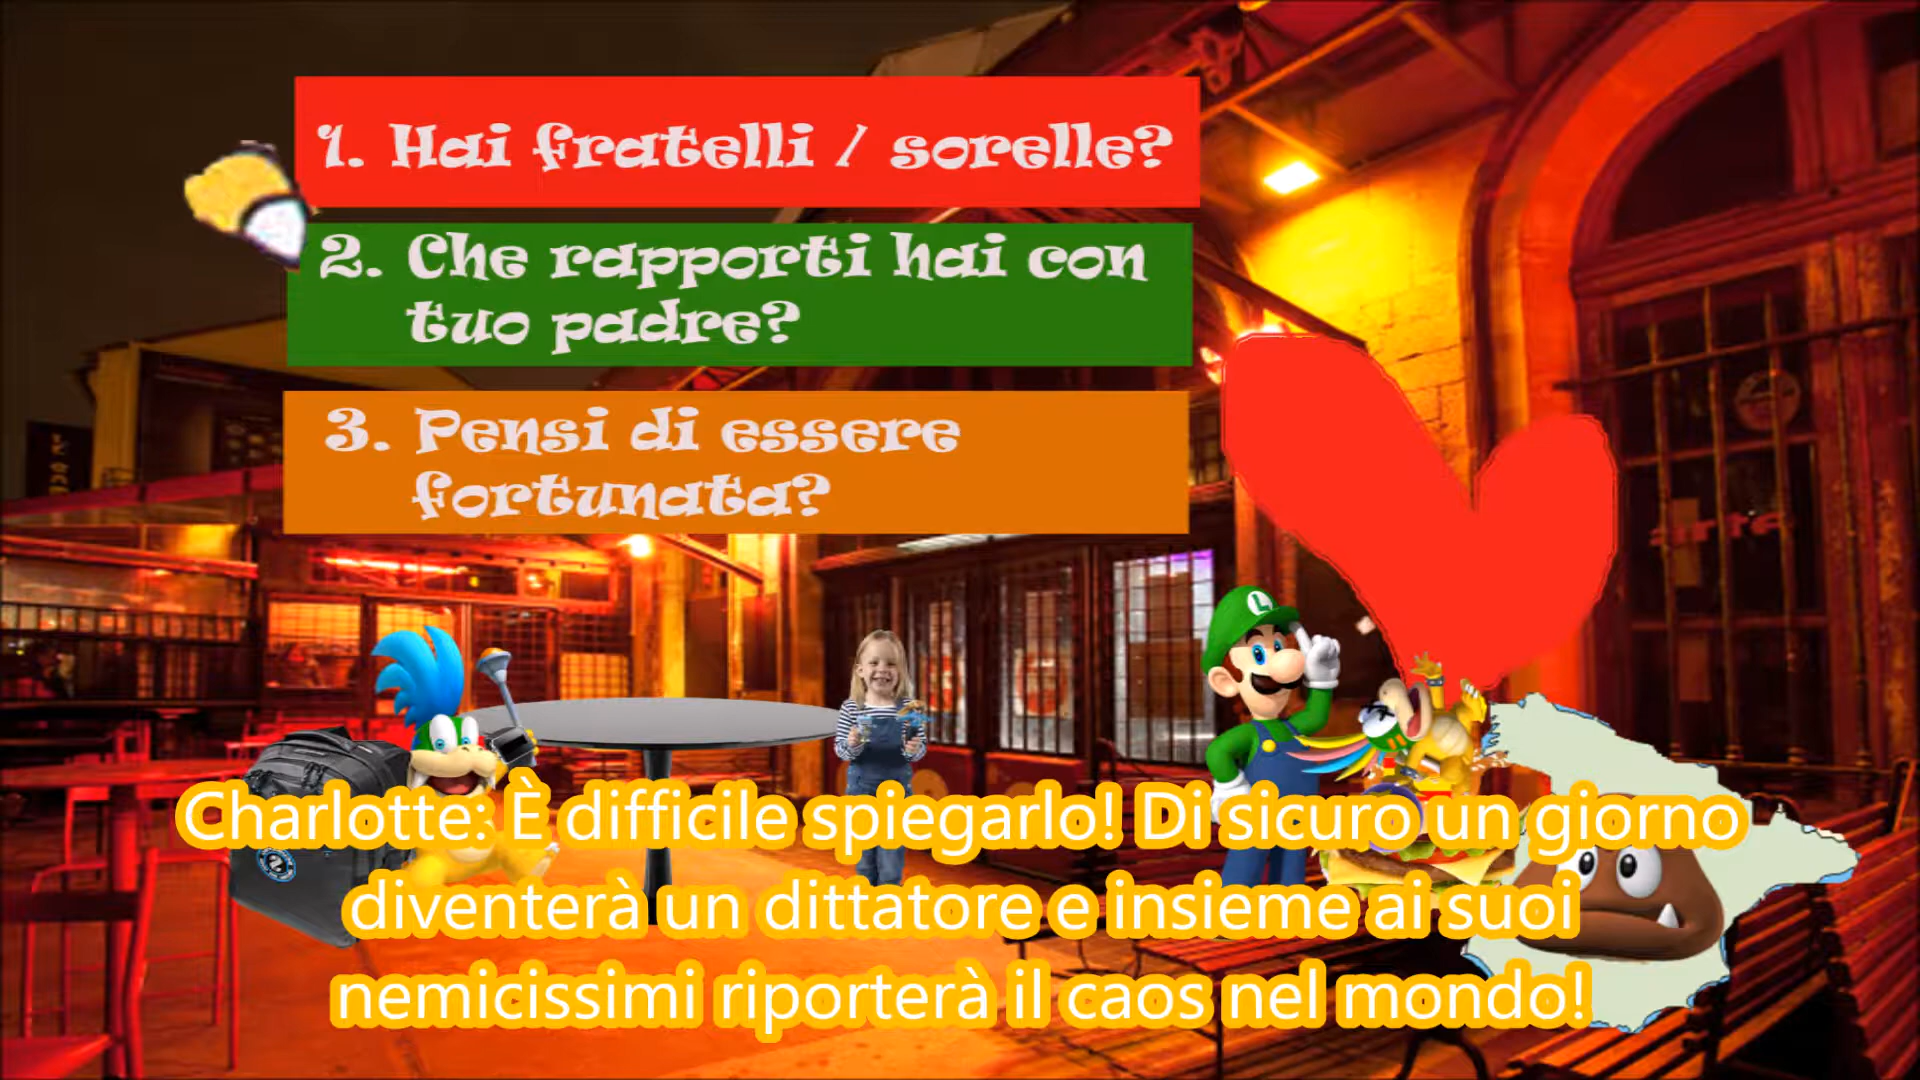 1. Hai fratelli / sorelle?
2. Che rapporti hai con
tuo padre?
3. Pensi di essere
fortunata?
L
Charlotte: È difficile spiegarlo! Di sicuro un giorno
diventerà un dittatore e insieme ai suoi
nemicissimi riporterà il caos nel mondo!